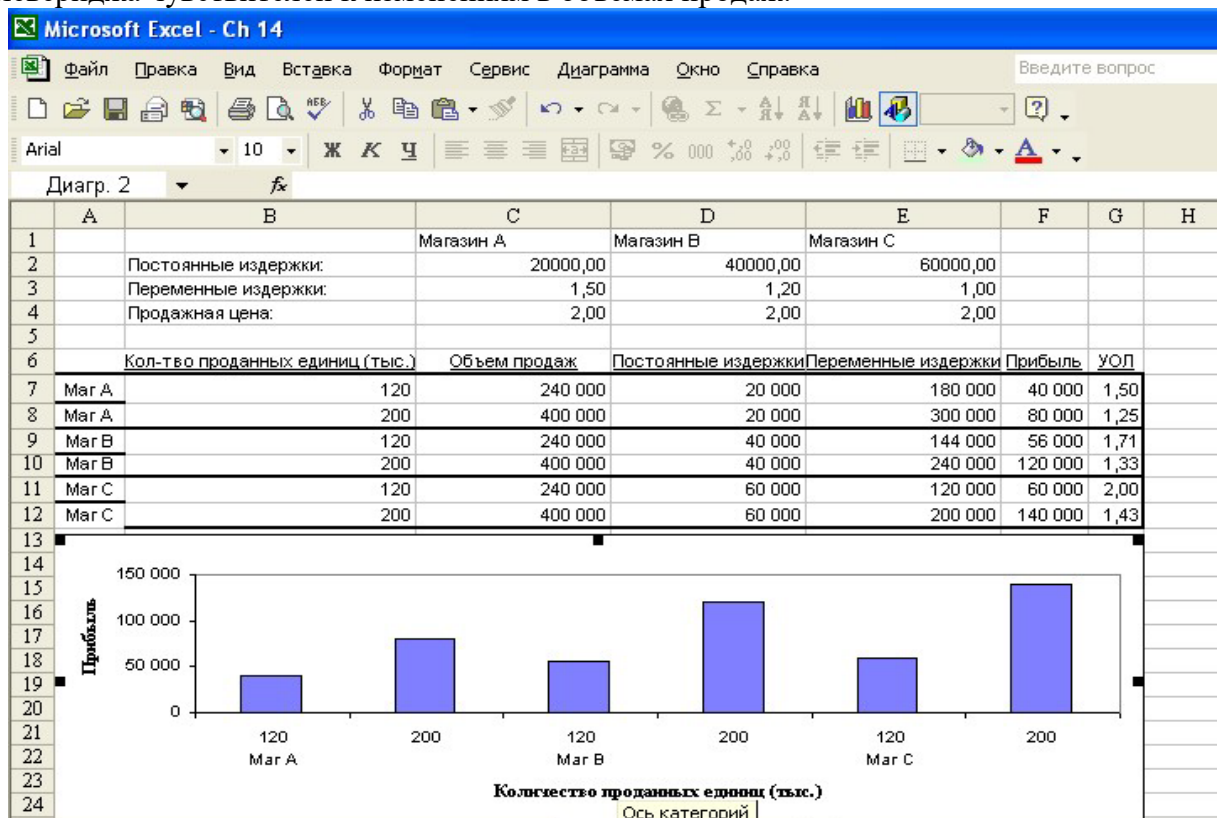 Microsoft Excel - Ch 14
Файл Правка Вид Вставка Формат Сервис Диаграмма Окно Справка Введите вопрос
Arial 10 Ж К Ч % 000
Диагр. 2 fx
A B C D E F G H
1 Магазин А Магазин В Магазин С
2 Постоянные издержки: 20000,00 40000,00 60000,00
3 Переменные издержки: 1,50 1,20 1,00
4 Продажная цена: 2,00 2,00 2,00
5
6 Кол-тво проданных единиц (тыс.) Объем продаж Постоянные издержки Переменные издержки Прибыль УОЛ
7 Маг А 120 240 000 20 000 180 000 40 000 1,50
8 Маг А 200 400 000 20 000 300 000 80 000 1,25
9 Маг В 120 240 000 40 000 144 000 56 000 1,71
10 Маг В 200 400 000 40 000 240 000 120 000 1,33
11 Маг С 120 240 000 60 000 120 000 60 000 2,00
12 Маг С 200 400 000 60 000 200 000 140 000 1,43
13
14
15
16
17
18
19
20
21
22
23
24
150 000
100 000
50 000
0
Прибыль
120 200 120 200 120 200
Маг А Маг В Маг С
Количество проданных единиц (тыс.)
Ось категорий